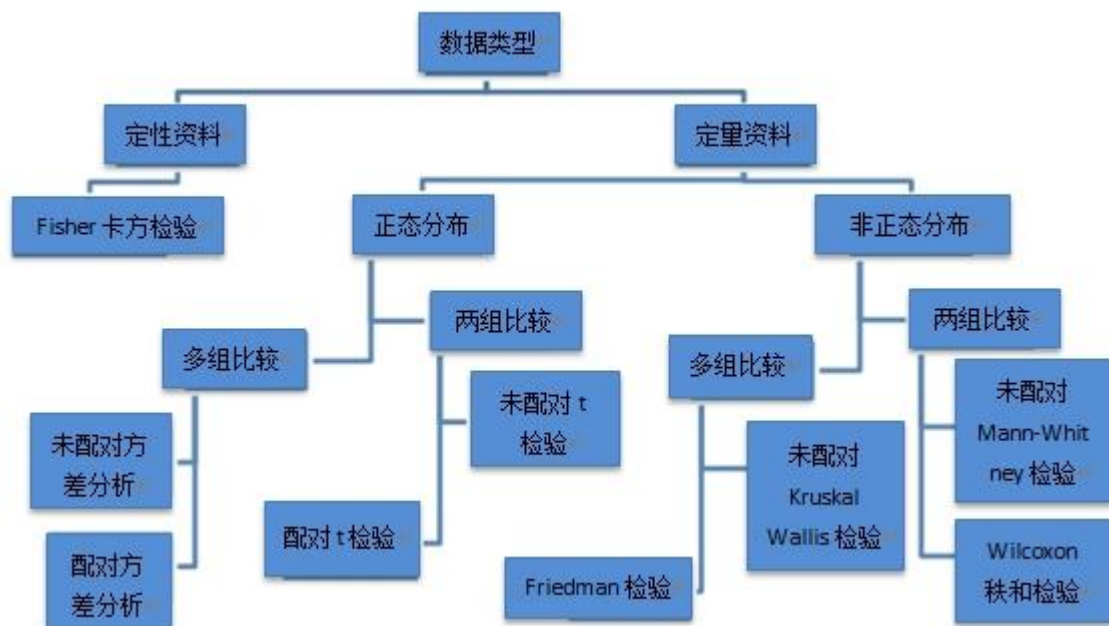 数据类型
定性资料
定量资料
Fisher 卡方检验
正态分布
非正态分布
多组比较
两组比较
多组比较
两组比较
未配对方
差分析
配对方
差分析
未配对 t
检验
配对 t 检验
未配对
Kruskal
Wallis 检验
Friedman 检验
未配对
Mann-Whit
ney 检验
Wilcoxon
秩和检验